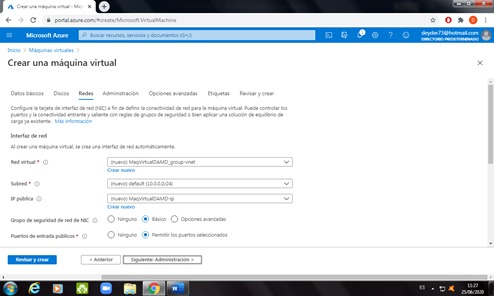 Crear una máquina virtual - Micr
portal.azure.com/#create/Microsoft.VirtualMachine
Microsoft Azure
Buscar recursos, servicios y documentos (G+/)
deyder73@hotmail.com
DIRECTORIO PREDETERMINADO
Inicio > Máquinas virtuales >
Crear una máquina virtual
Datos básicos Discos Redes Administración Opciones avanzadas Etiquetas Revisar y crear
Configure la tarjeta de interfaz de red (NIC) a fin de definir la conectividad de red para la máquina virtual. Puede controlar los
puertos y la conectividad entrante y saliente con reglas de grupos de seguridad o bien aplicar una solución de equilibrio de
carga ya existente. Más información
Interfaz de red
Al crear una máquina virtual, se crea una interfaz de red automáticamente.
Red virtual *
(nuevo) MaqVirtualDAMD_group-vnet
Crear nuevo
Subred *
(nuevo) default (10.0.0.0/24)
IP pública
(nuevo) MaqVirtualDAMD-ip
Crear nuevo
Grupo de seguridad de red de NIC
Ninguno Básico Opciones avanzadas
Puertos de entrada públicos *
Ninguno Permitir los puertos seleccionados
Revisar y crear < Anterior Siguiente: Administración >
ES 11:27
25/06/2020